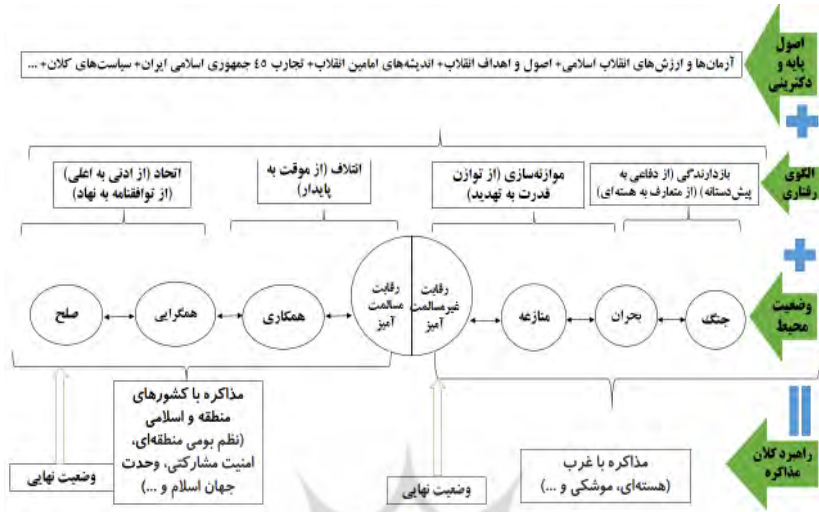 اصول
پایه و
دکترینی
آرمان‌ها و ارزش‌های انقلاب اسلامی+ اصول و اهداف انقلاب+ اندیشه‌های امامین انقلاب+ تجارب ٤٥ جمهوری اسلامی ایران+ سیاست‌های کلان+ ...
الگوی
رفتاری
بازدارندگی (از دفاعی به
پیش‌دستانه) (از متعارف به هسته‌ای)
موازنه‌سازی (از توازن
قدرت به تهدید)
ائتلاف (از موقت به
پایدار)
اتحاد (از ادنی به اعلی)
(از توافقنامه به نهاد)
وضعیت
محیط
جنگ
بحران
منازعه
رقابت
غیرمسالمت
آمیز
رقابت
مسالمت
آمیز
همکاری
همگرایی
صلح
راهبرد کلان
مذاکره
مذاکره با غرب
(هسته‌ای، موشکی و ...)
وضعیت نهایی
مذاکره با کشورهای
منطقه و اسلامی
(نظم بومی منطقه‌ای،
امنیت مشارکتی، وحدت
جهان اسلام و ...)
وضعیت نهایی